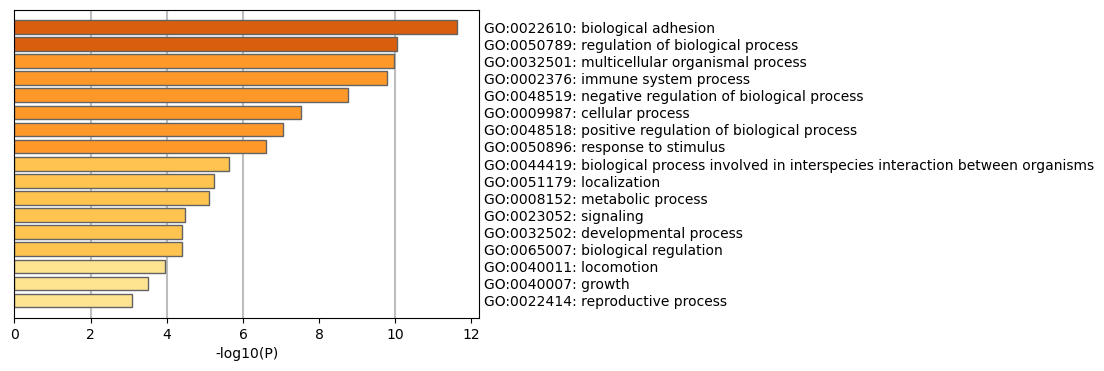 GO:0022610: biological adhesion
GO:0050789: regulation of biological process
GO:0032501: multicellular organismal process
GO:0002376: immune system process
GO:0048519: negative regulation of biological process
GO:0009987: cellular process
GO:0048518: positive regulation of biological process
GO:0050896: response to stimulus
GO:0044419: biological process involved in interspecies interaction between organisms
GO:0051179: localization
GO:0008152: metabolic process
GO:0023052: signaling
GO:0032502: developmental process
GO:0065007: biological regulation
GO:0040011: locomotion
GO:0040007: growth
GO:0022414: reproductive process
0 2 4 6 8 10 12
-log10(P)